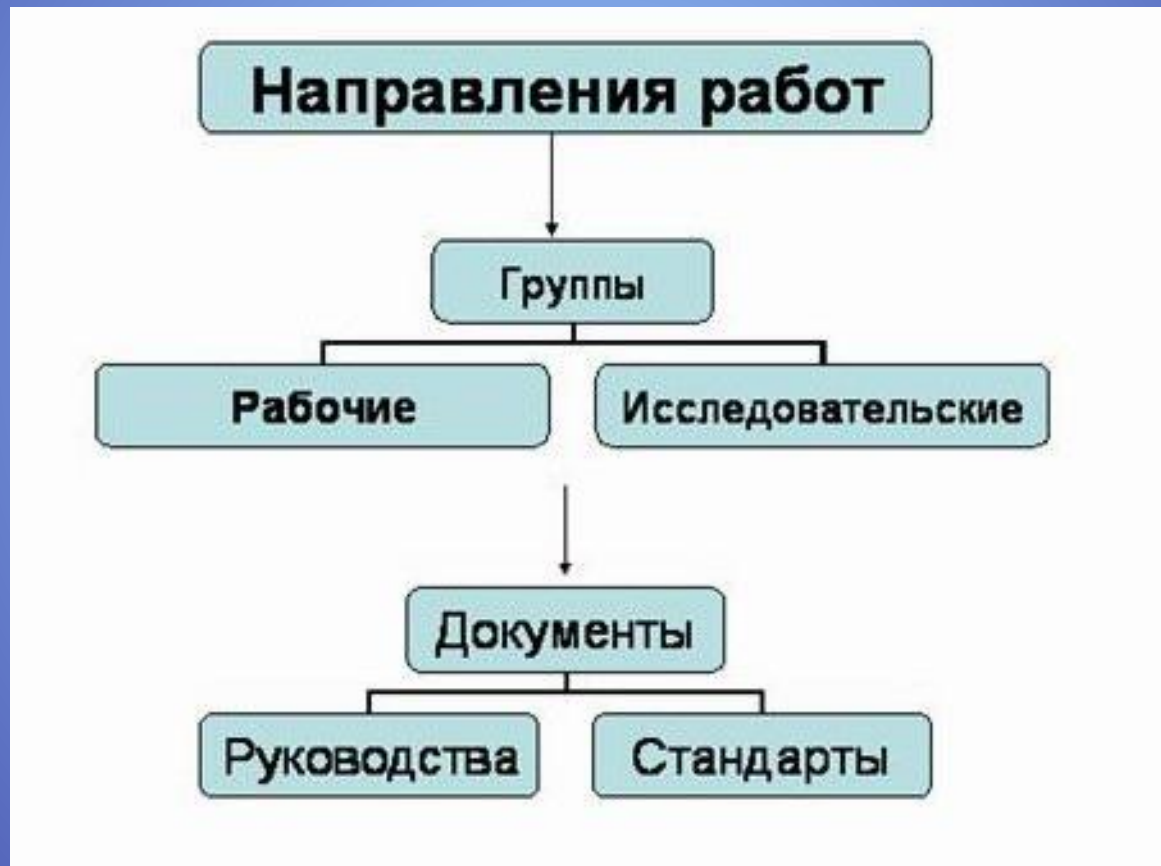 Направления работ
Группы
Рабочие
Исследовательские
Документы
Руководства
Стандарты